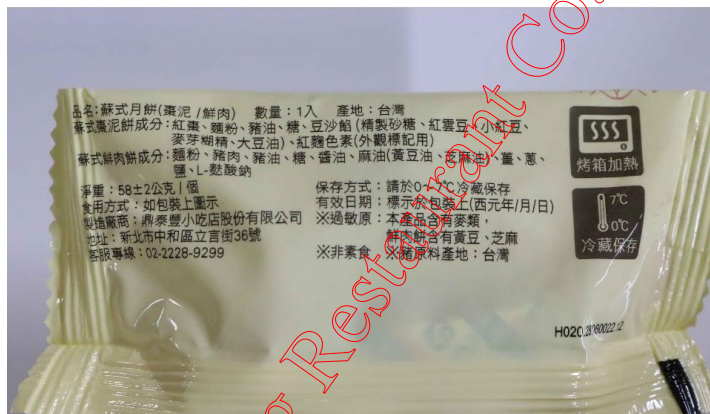 品名:蘇式月餅(棗泥/鮮肉) 數量:1入 產地:台灣
蘇式棗泥餅成分:紅棗、麵粉、豬油、糖、豆沙餡(精製砂糖、紅雲豆、小紅豆、
麥芽糊精、大豆油)、紅麴色素(外觀標記用)
蘇式鮮肉餅成分:麵粉、豬肉、豬油、糖、醬油、麻油(黃豆油、芝麻油)、薑、蔥、
鹽、L-麩酸鈉
淨重:58±2公克/個 保存方式:請於0~7℃冷藏保存
食用方式:如包裝上圖示 有效日期:標示於包裝上(西元年/月/日)
製造廠商:鼎泰豐小吃店股份有限公司 ※過敏原:本產品含有麥類,
地址:新北市中和區立言街36號 鮮肉餅含有黃豆、芝麻
客服專線:02-2228-9299 ※非素食 ※豬原料產地:台灣
烤箱加熱
7℃
0℃
冷藏保存
Restaurant Co.